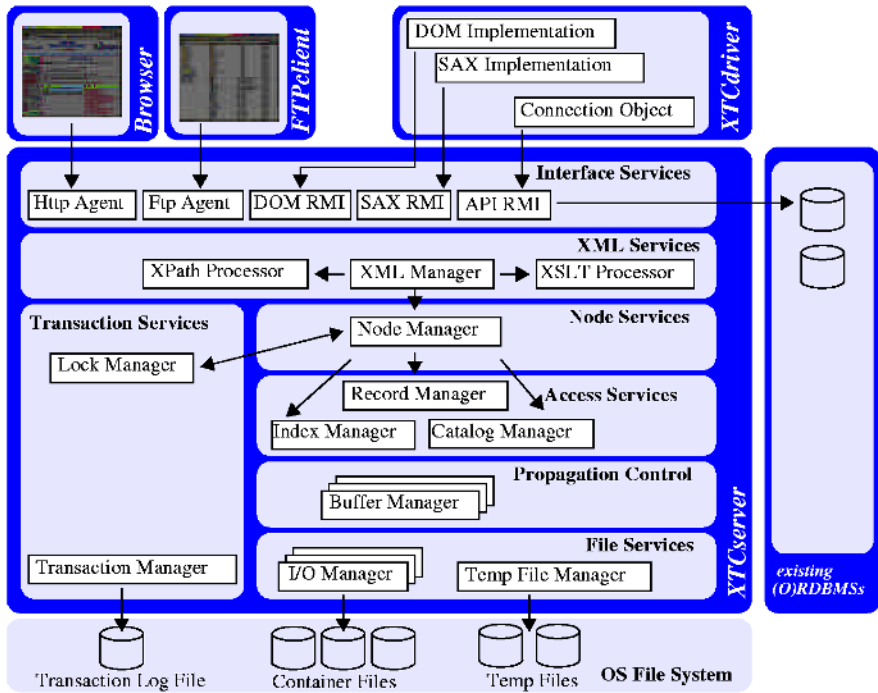 Browser
FTPclient
DOM Implementation
SAX Implementation
Connection Object
XTCdriver
Interface Services
Http Agent
Ftp Agent
DOM RMI
SAX RMI
API RMI
XML Services
XPath Processor
XML Manager
XSLT Processor
Transaction Services
Lock Manager
Transaction Manager
Node Services
Node Manager
Access Services
Record Manager
Index Manager
Catalog Manager
Propagation Control
Buffer Manager
File Services
I/O Manager
Temp File Manager
XTCserver
existing
(O)RDBMSs
Transaction Log File
Container Files
Temp Files
OS File System